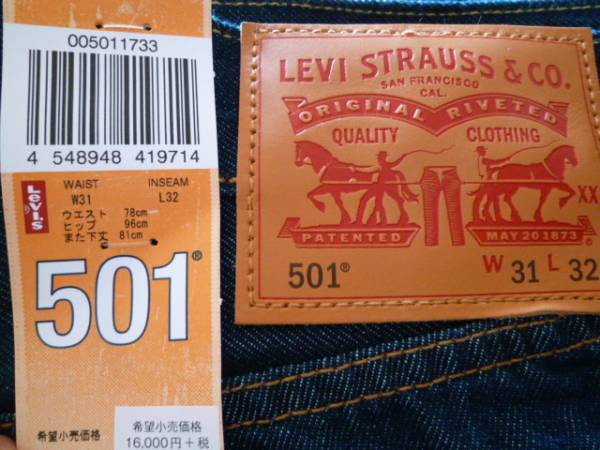 005011733
4 548948 419714
Levi's
WAIST INSEAM
W31 L32
ウエスト 78cm
ヒップ 96cm
また下丈 81cm
501®
希望小売価格
希望小売価格
16,000円+税
LEVI STRAUSS & CO.
SAN FRANCISCO
CAL.
ORIGINAL RIVETED
QUALITY CLOTHING
XX
PATENTED MAY 20 1873
501® W 31 L 32